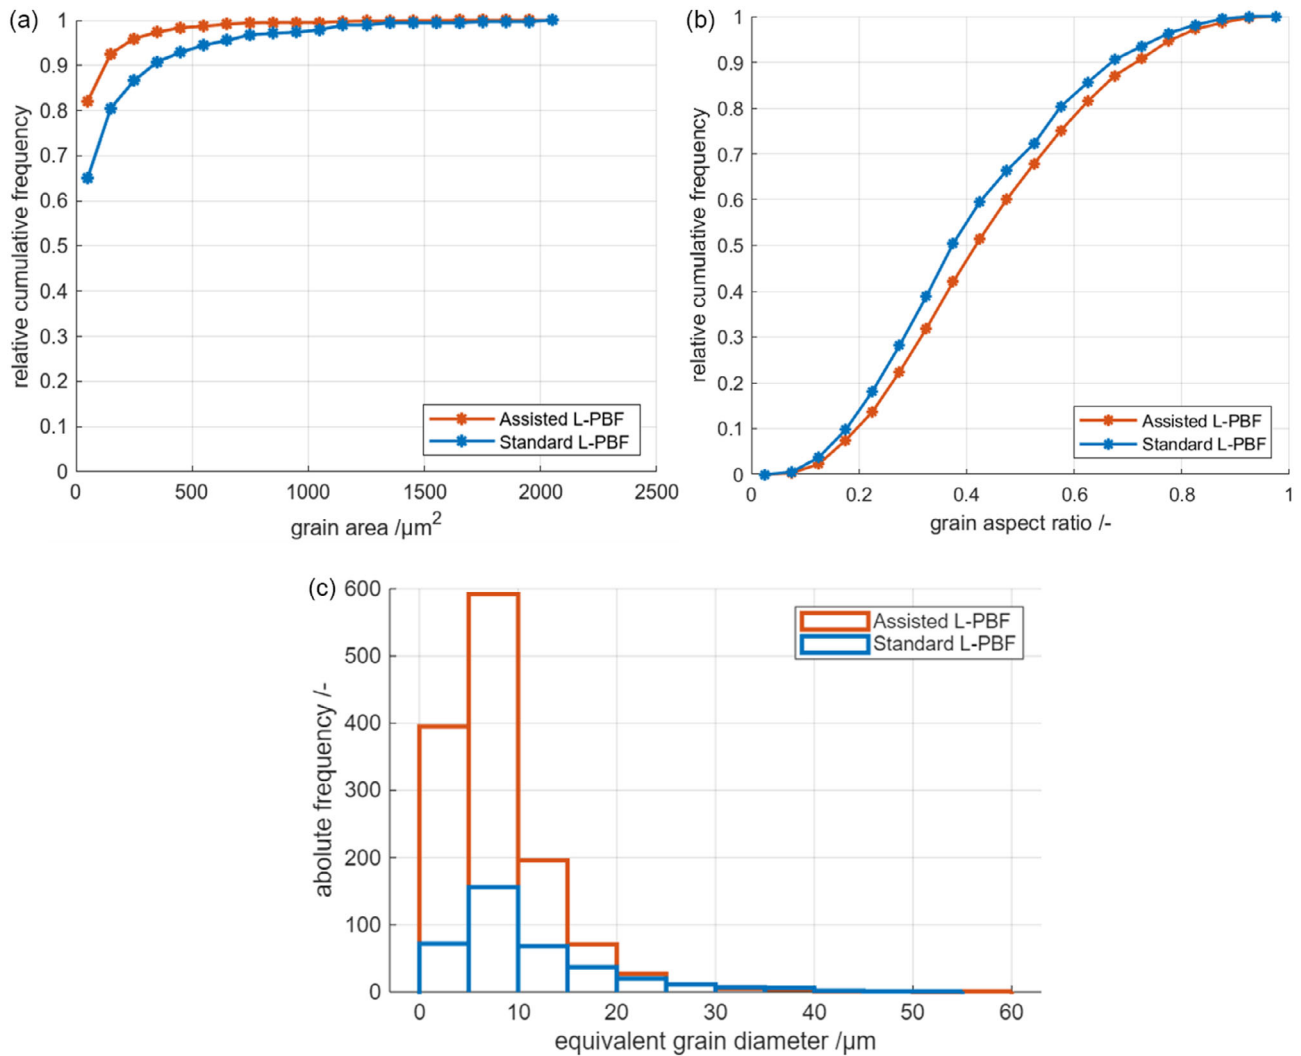 (a)
1
0.9
0.8
0.7
0.6
0.5
0.4
0.3
0.2
0.1
0
relative cumulative frequency
Assisted L-PBF
Standard L-PBF
0 500 1000 1500 2000 2500
grain area /µm²
(b)
1
0.9
0.8
0.7
0.6
0.5
0.4
0.3
0.2
0.1
0
relative cumulative frequency
Assisted L-PBF
Standard L-PBF
0 0.2 0.4 0.6 0.8 1
grain aspect ratio /-
(c)
600
500
400
300
200
100
0
abolute frequency /-
Assisted L-PBF
Standard L-PBF
0 10 20 30 40 50 60
equivalent grain diameter /µm